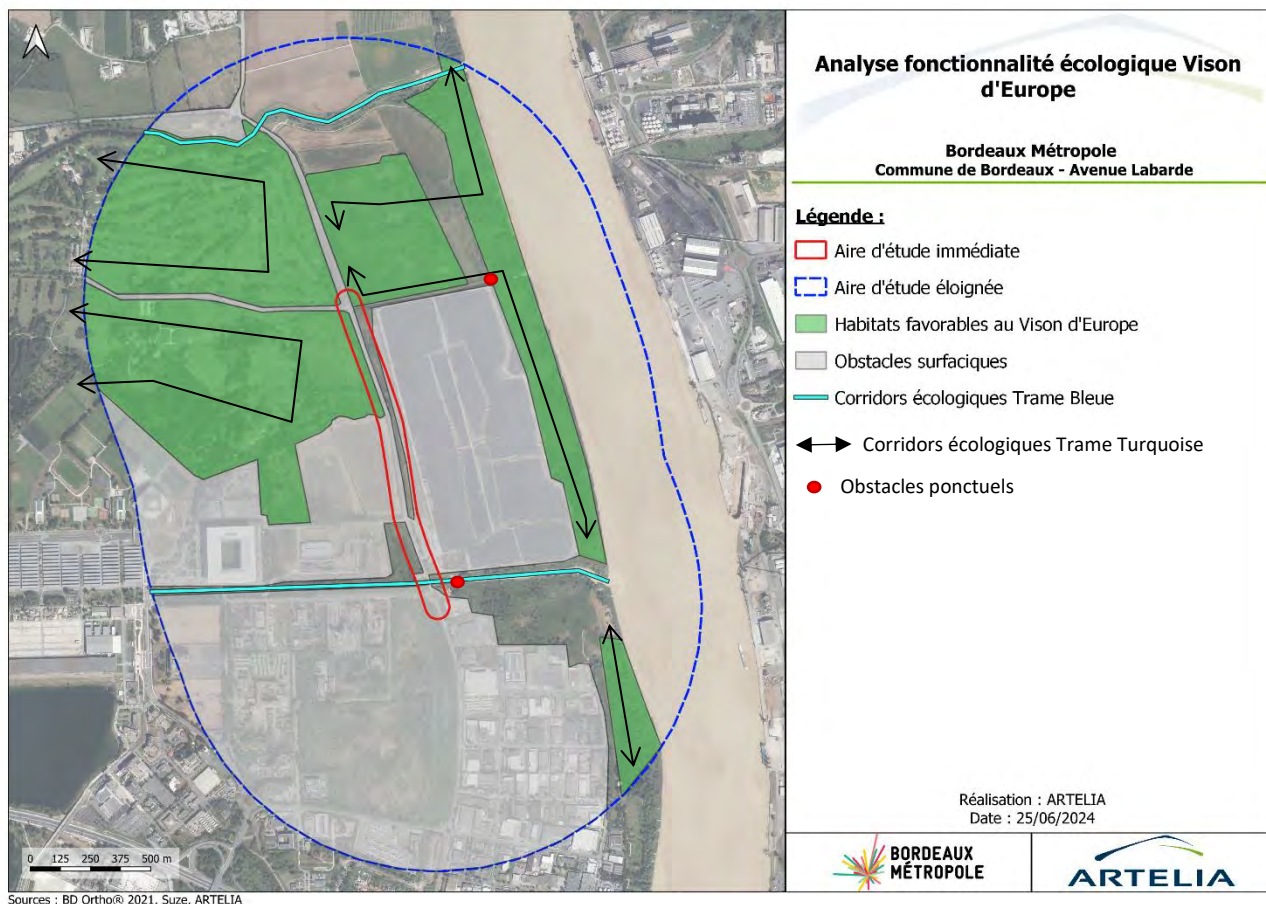 Analyse fonctionnalité écologique Vison
d'Europe
Bordeaux Métropole
Commune de Bordeaux - Avenue Labarde
Légende :
Aire d'étude immédiate
Aire d'étude éloignée
Habitats favorables au Vison d'Europe
Obstacles surfaciques
Corridors écologiques Trame Bleue
Corridors écologiques Trame Turquoise
Obstacles ponctuels
Réalisation : ARTELIA
Date : 25/06/2024
BORDEAUX
MÉTROPOLE
ARTELIA
0 125 250 375 500 m
Sources : BD Ortho® 2021, Suze, ARTELIA